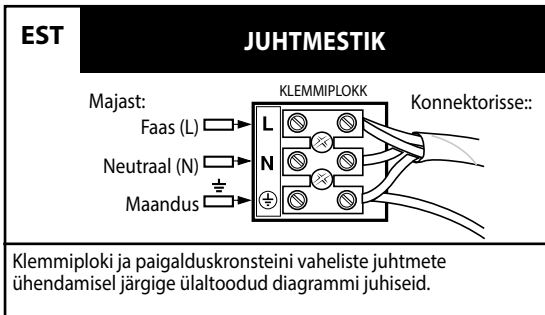 EST
JUHTMESTIK
KLEMMIPLOKK
Majast:
Konnektorisse::
Faas (L)
L
Neutraal (N)
N
Maandus
Klemmiploki ja paigalduskronsteini vaheliste juhtmete
ühendamisel järgige ülaltoodud diagrammi juhiseid.